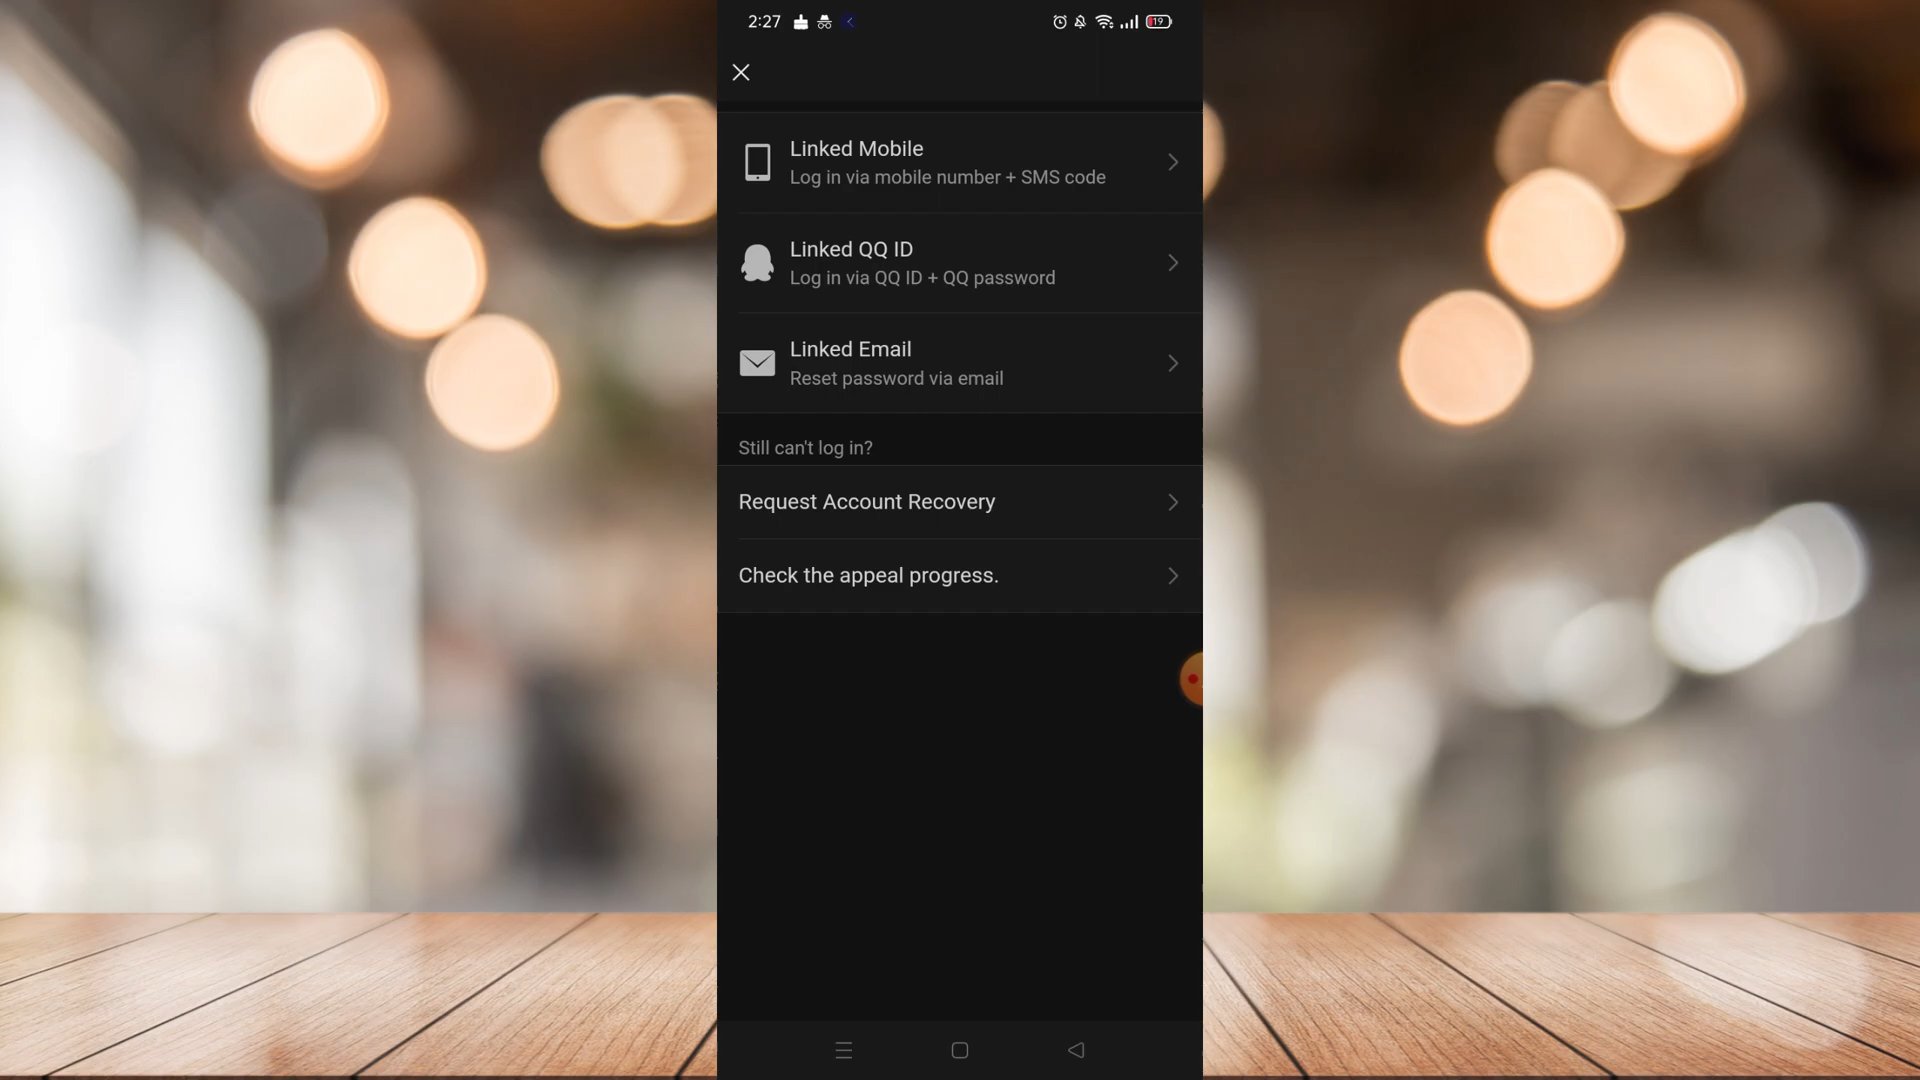 2:27
19
Linked Mobile
Log in via mobile number + SMS code
Linked QQ ID
Log in via QQ ID + QQ password
Linked Email
Reset password via email
Still can't log in?
Request Account Recovery
Check the appeal progress.